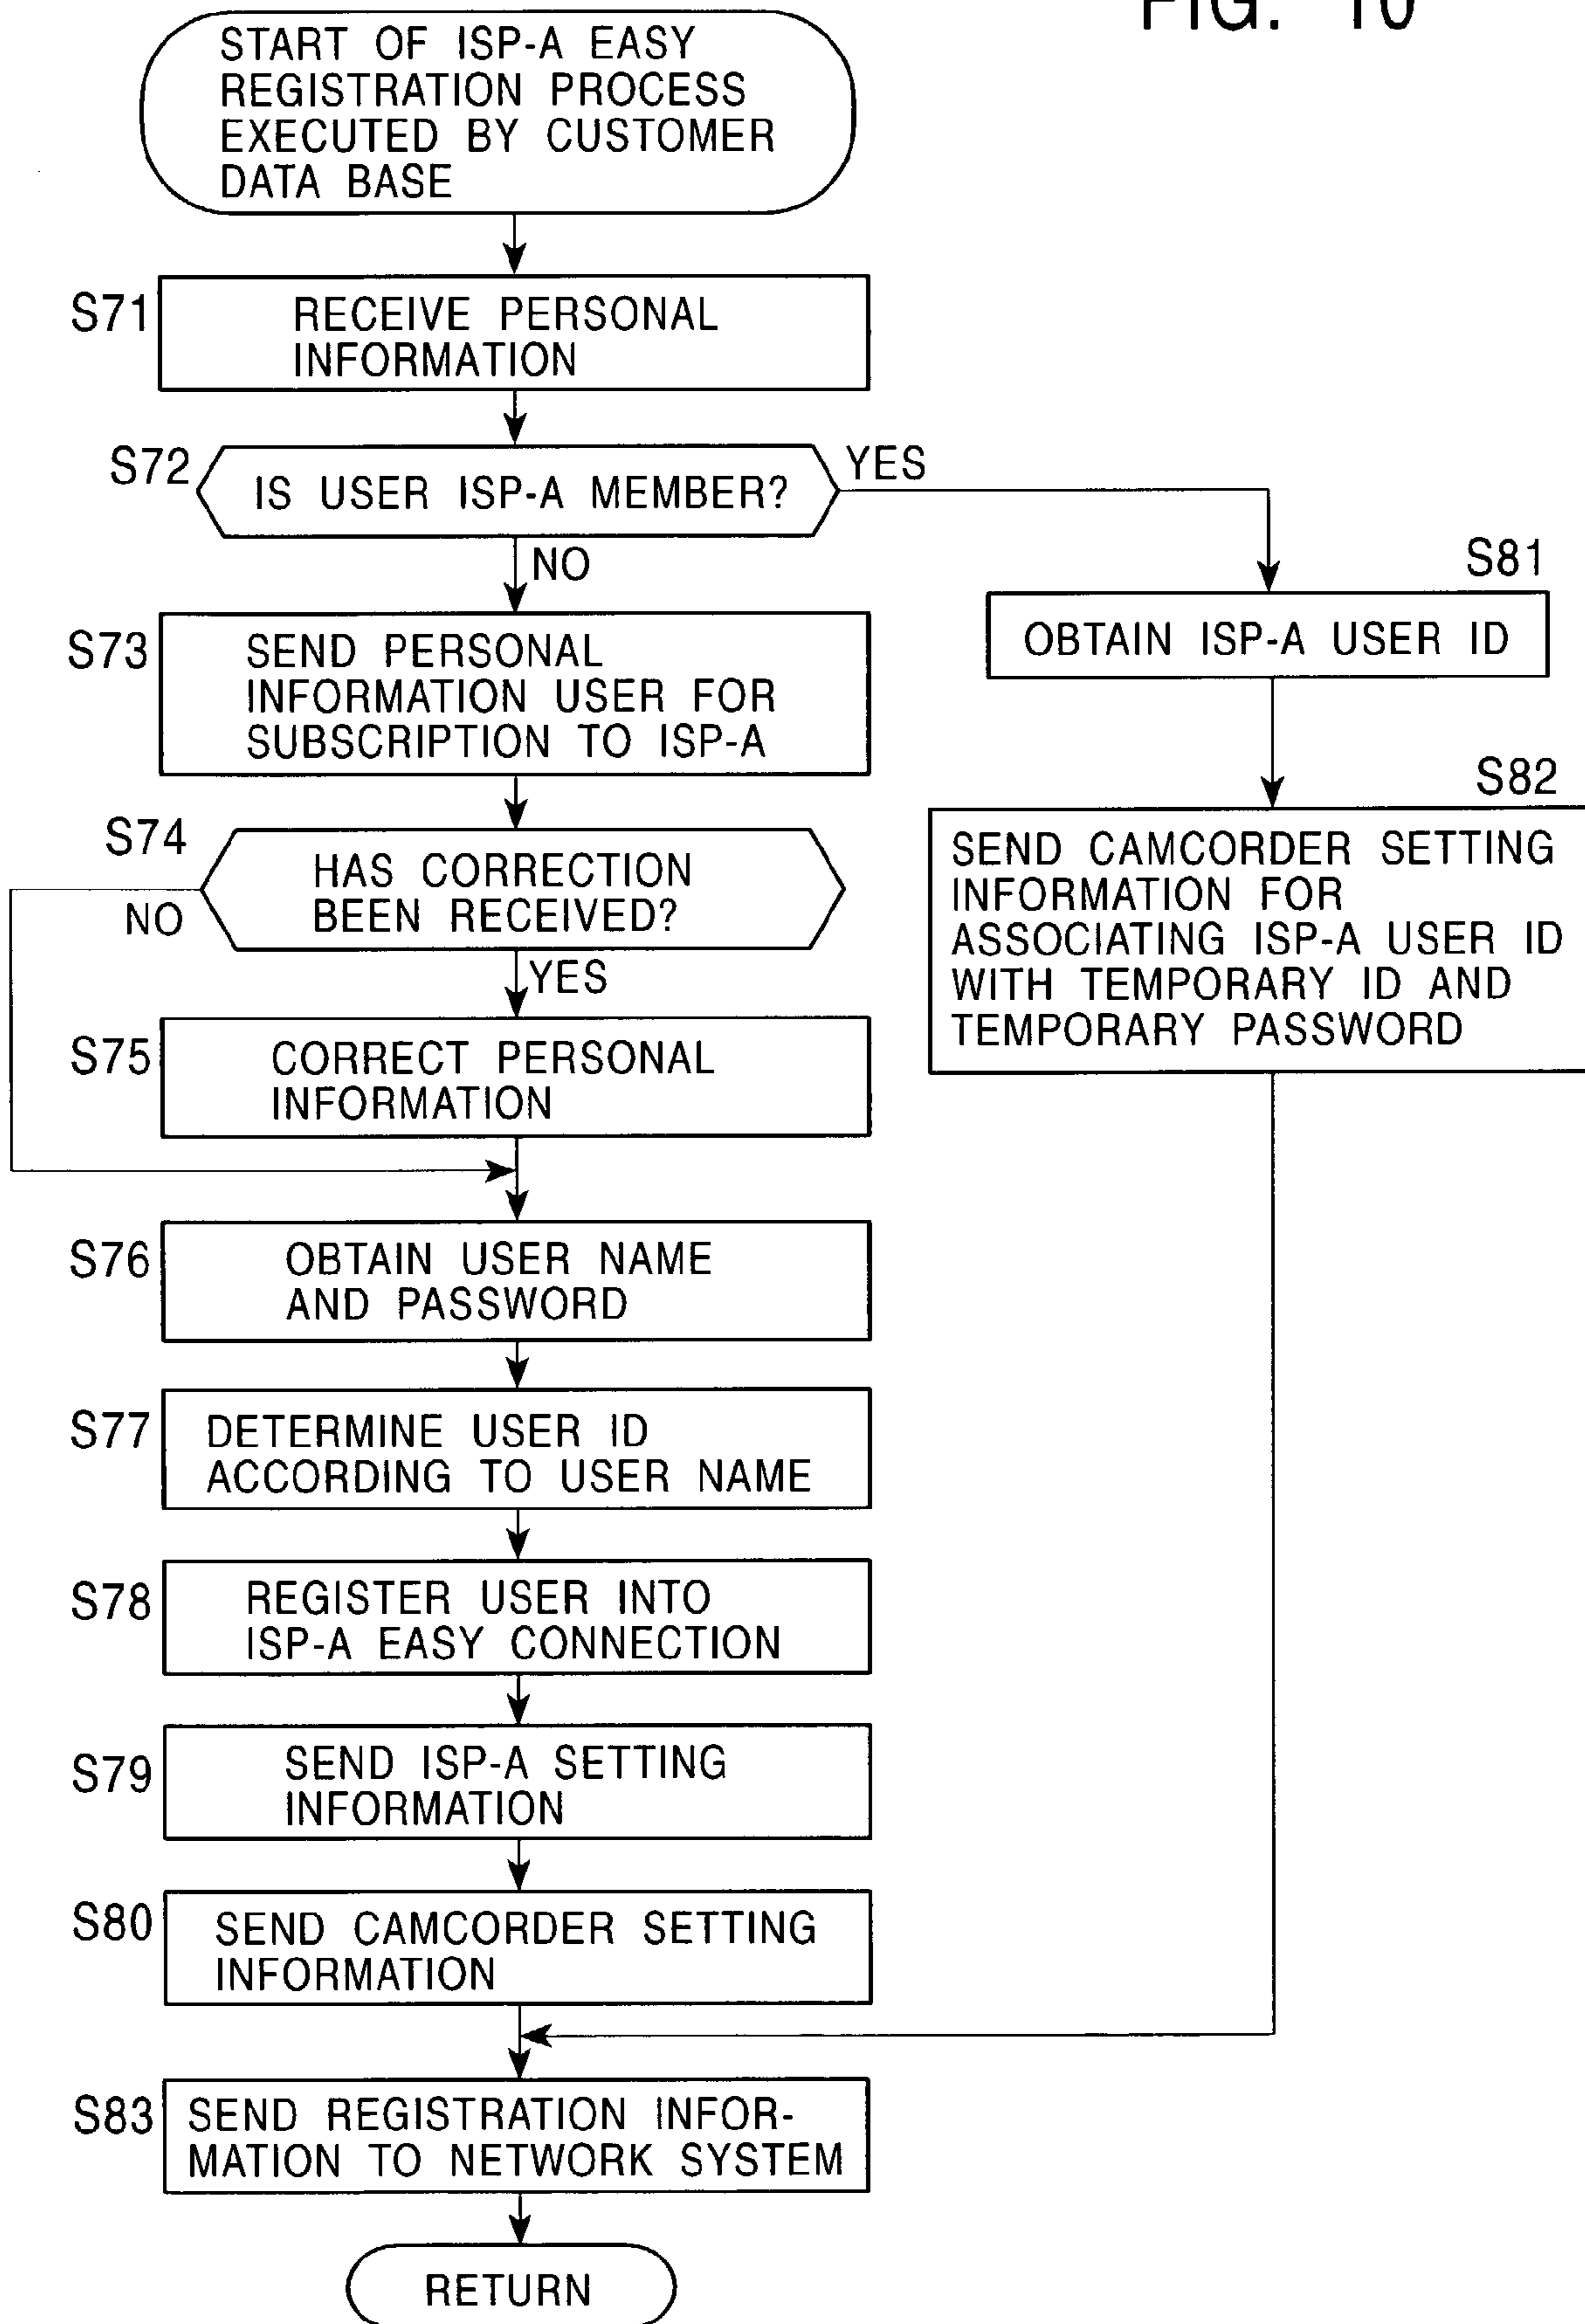 FIG. 10
START OF ISP-A EASY
REGISTRATION PROCESS
EXECUTED BY CUSTOMER
DATA BASE
S71
RECEIVE PERSONAL
INFORMATION
S72
IS USER ISP-A MEMBER?
YES
NO
S73
SEND PERSONAL
INFORMATION USER FOR
SUBSCRIPTION TO ISP-A
S74
HAS CORRECTION
BEEN RECEIVED?
NO
YES
S75
CORRECT PERSONAL
INFORMATION
S76
OBTAIN USER NAME
AND PASSWORD
S77
DETERMINE USER ID
ACCORDING TO USER NAME
S78
REGISTER USER INTO
ISP-A EASY CONNECTION
S79
SEND ISP-A SETTING
INFORMATION
S80
SEND CAMCORDER SETTING
INFORMATION
S81
OBTAIN ISP-A USER ID
S82
SEND CAMCORDER SETTING
INFORMATION FOR
ASSOCIATING ISP-A USER ID
WITH TEMPORARY ID AND
TEMPORARY PASSWORD
S83
SEND REGISTRATION INFOR-
MATION TO NETWORK SYSTEM
RETURN